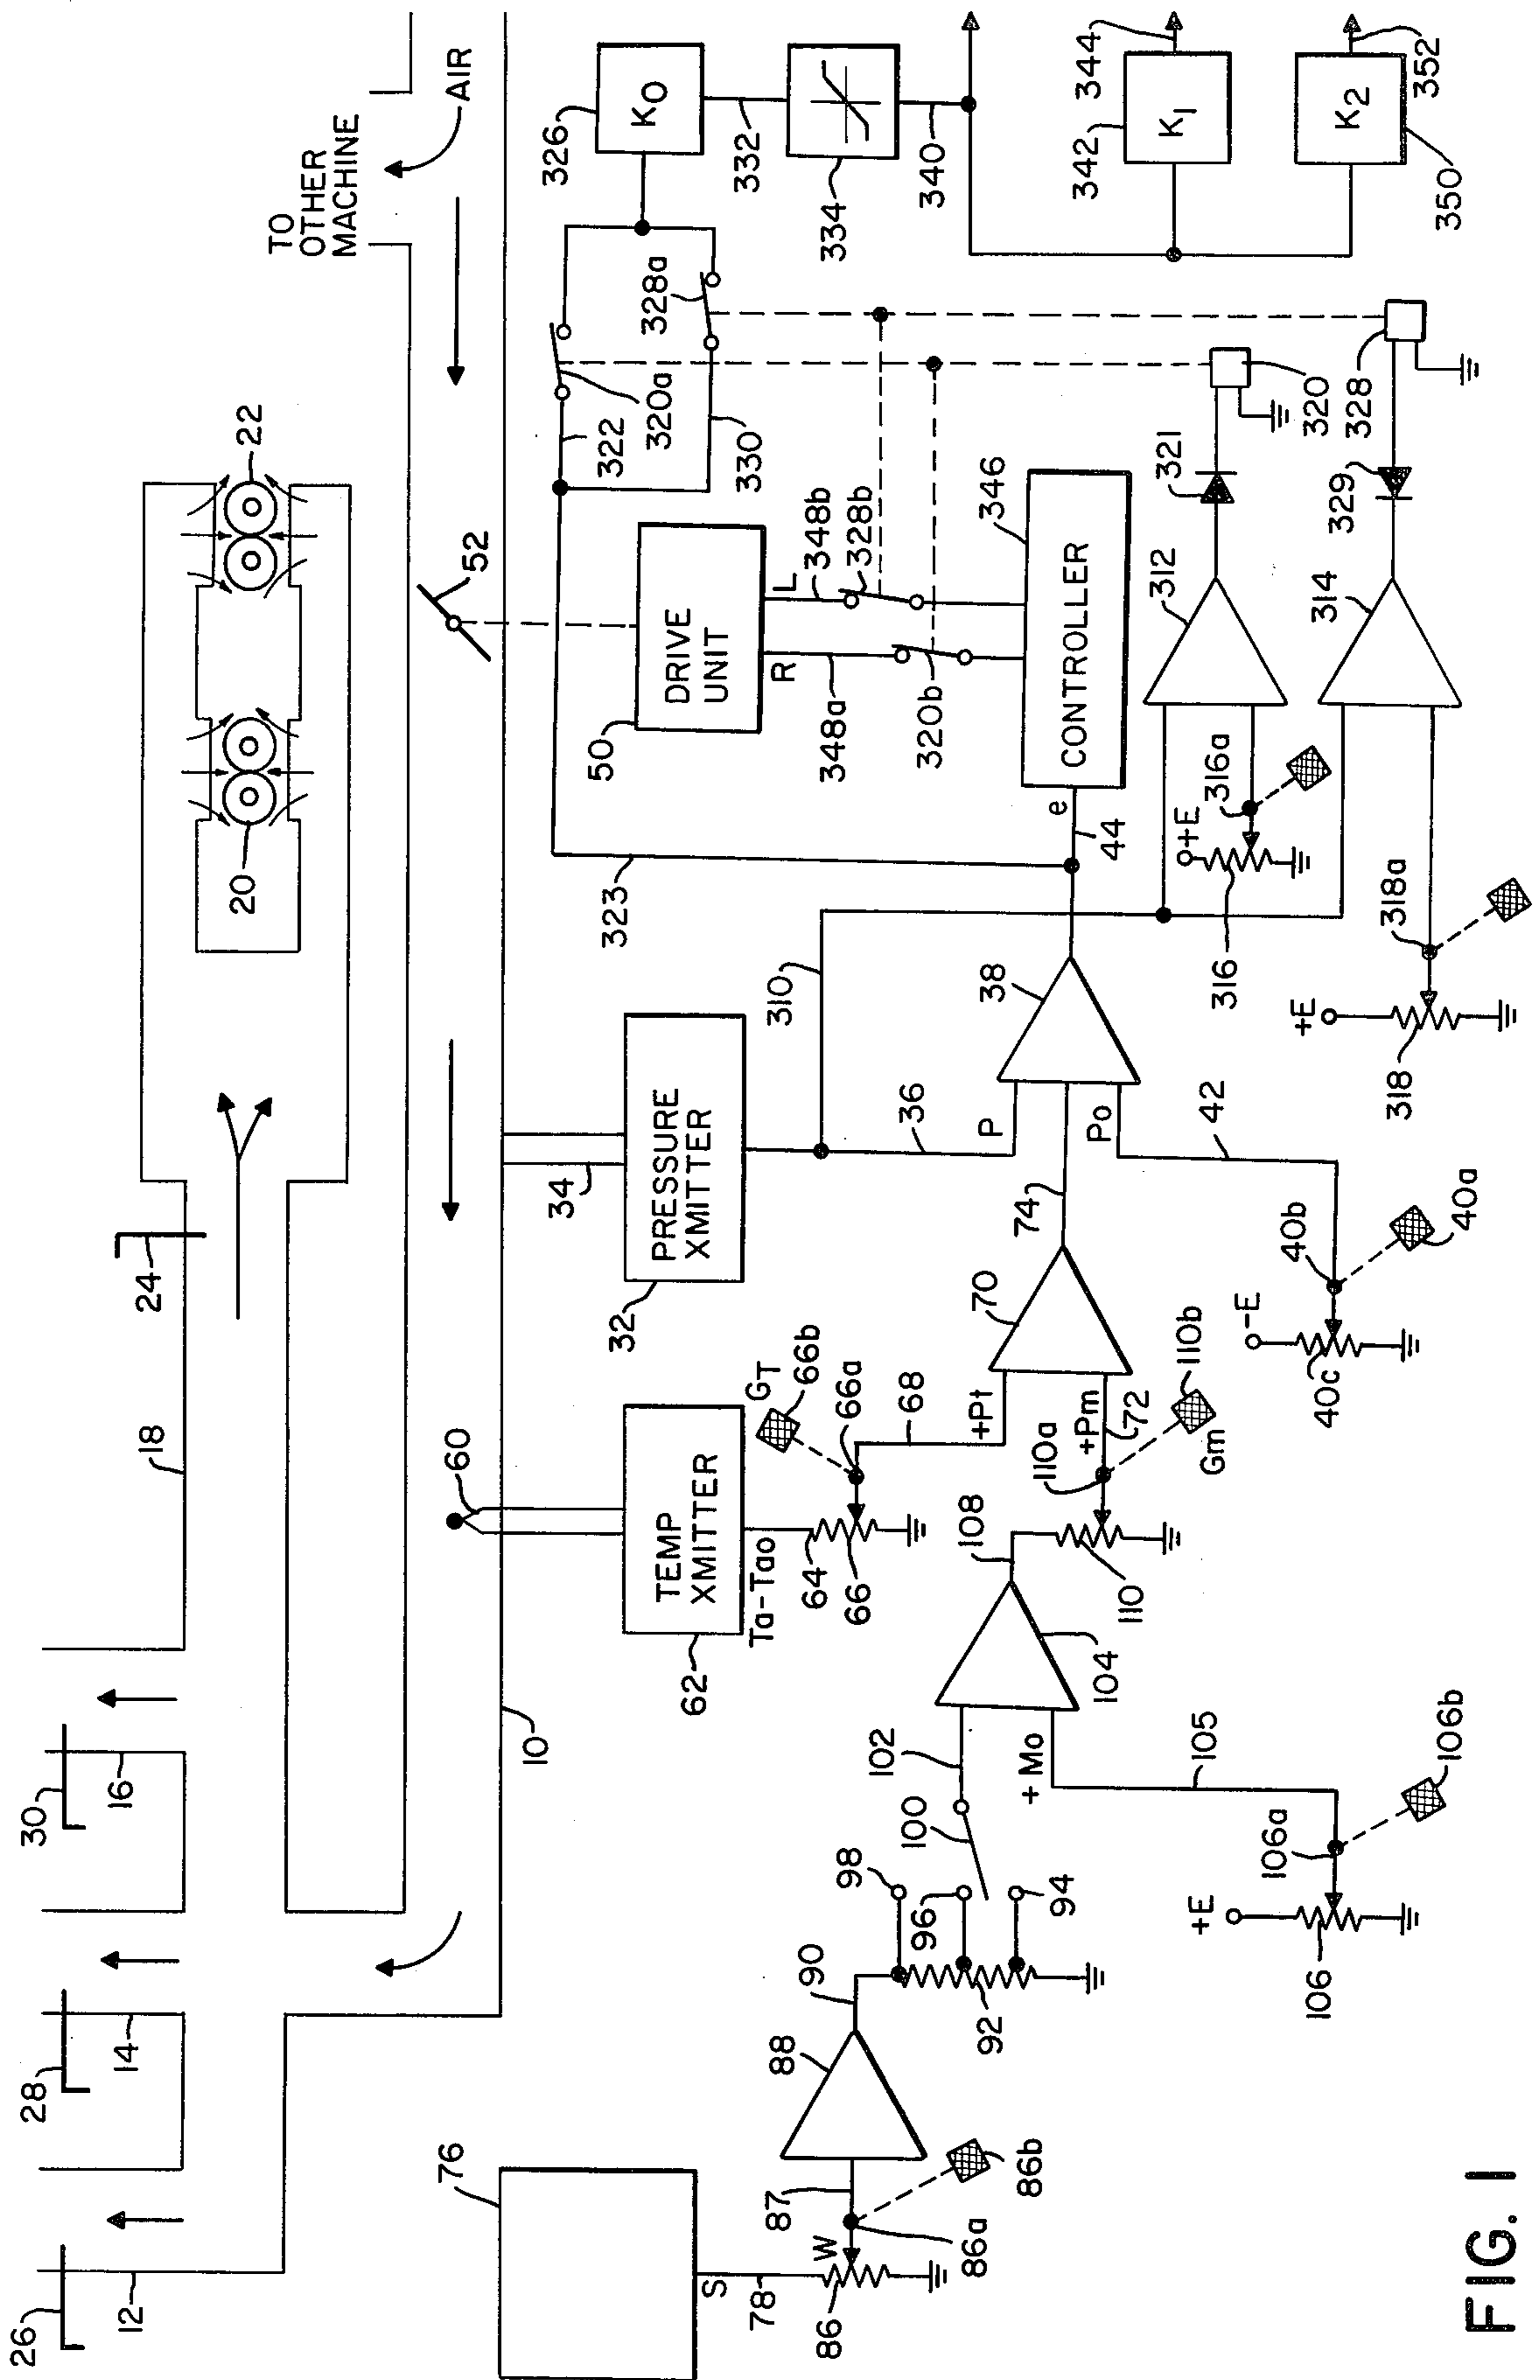 26
28
30
12
14
16
18
24
20
22
TO
OTHER
MACHINE
AIR
10
60
34
52
76
S
78
W
86
86a
86b
87
88
90
92
98
96
94
100
102
+Mo
104
105
+E
106
106a
106b
108
110
110a
110b
Gm
62
TEMP
XMITTER
Ta-Tao
64
66
66a
66b
GT
68
+Pt
+Pm
72
70
74
32
PRESSURE
XMITTER
36
P
Po
38
42
-E
40c
40b
40a
310
323
44
e
CONTROLLER
346
50
DRIVE
UNIT
R
L
348a
348b
320b
328b
322
320a
328a
330
326
K0
332
334
340
342
K1
344
K2
350
352
312
314
321
329
320
328
+E
316
316a
+E
318
318a
FIG. 1